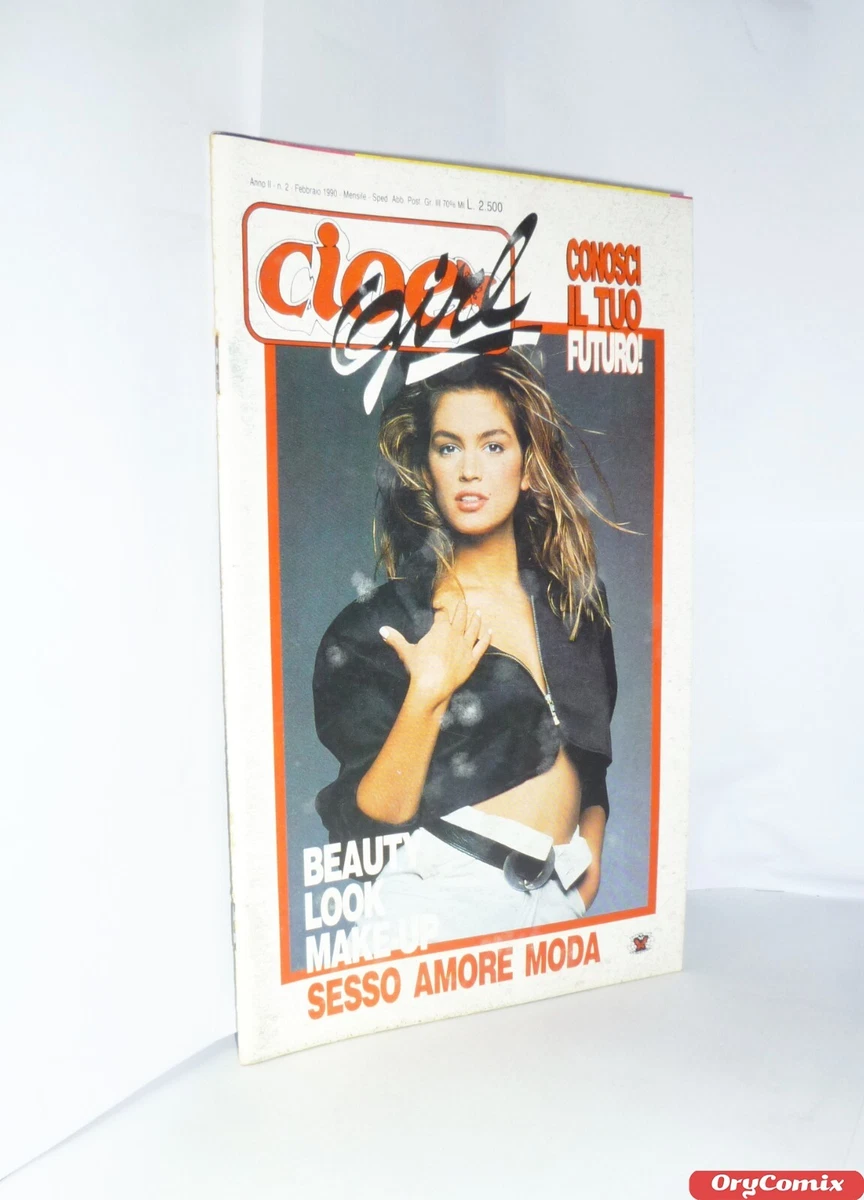 Anno II - n. 2 - Febbraio 1990 - Mensile - Sped. Abb. Post. Gr. III 70% MI L. 2.500
cioè
girl
CONOSCI
IL TUO
FUTURO!
BEAUTY
LOOK
MAKE-UP
SESSO AMORE MODA
OryComix